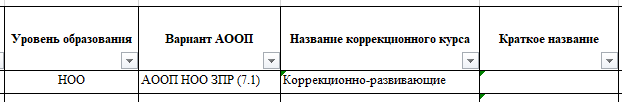 Уровень образования Вариант АООП Название коррекционного курса Краткое название
НОО АООП НОО ЗПР (7.1) Коррекционно-развивающие